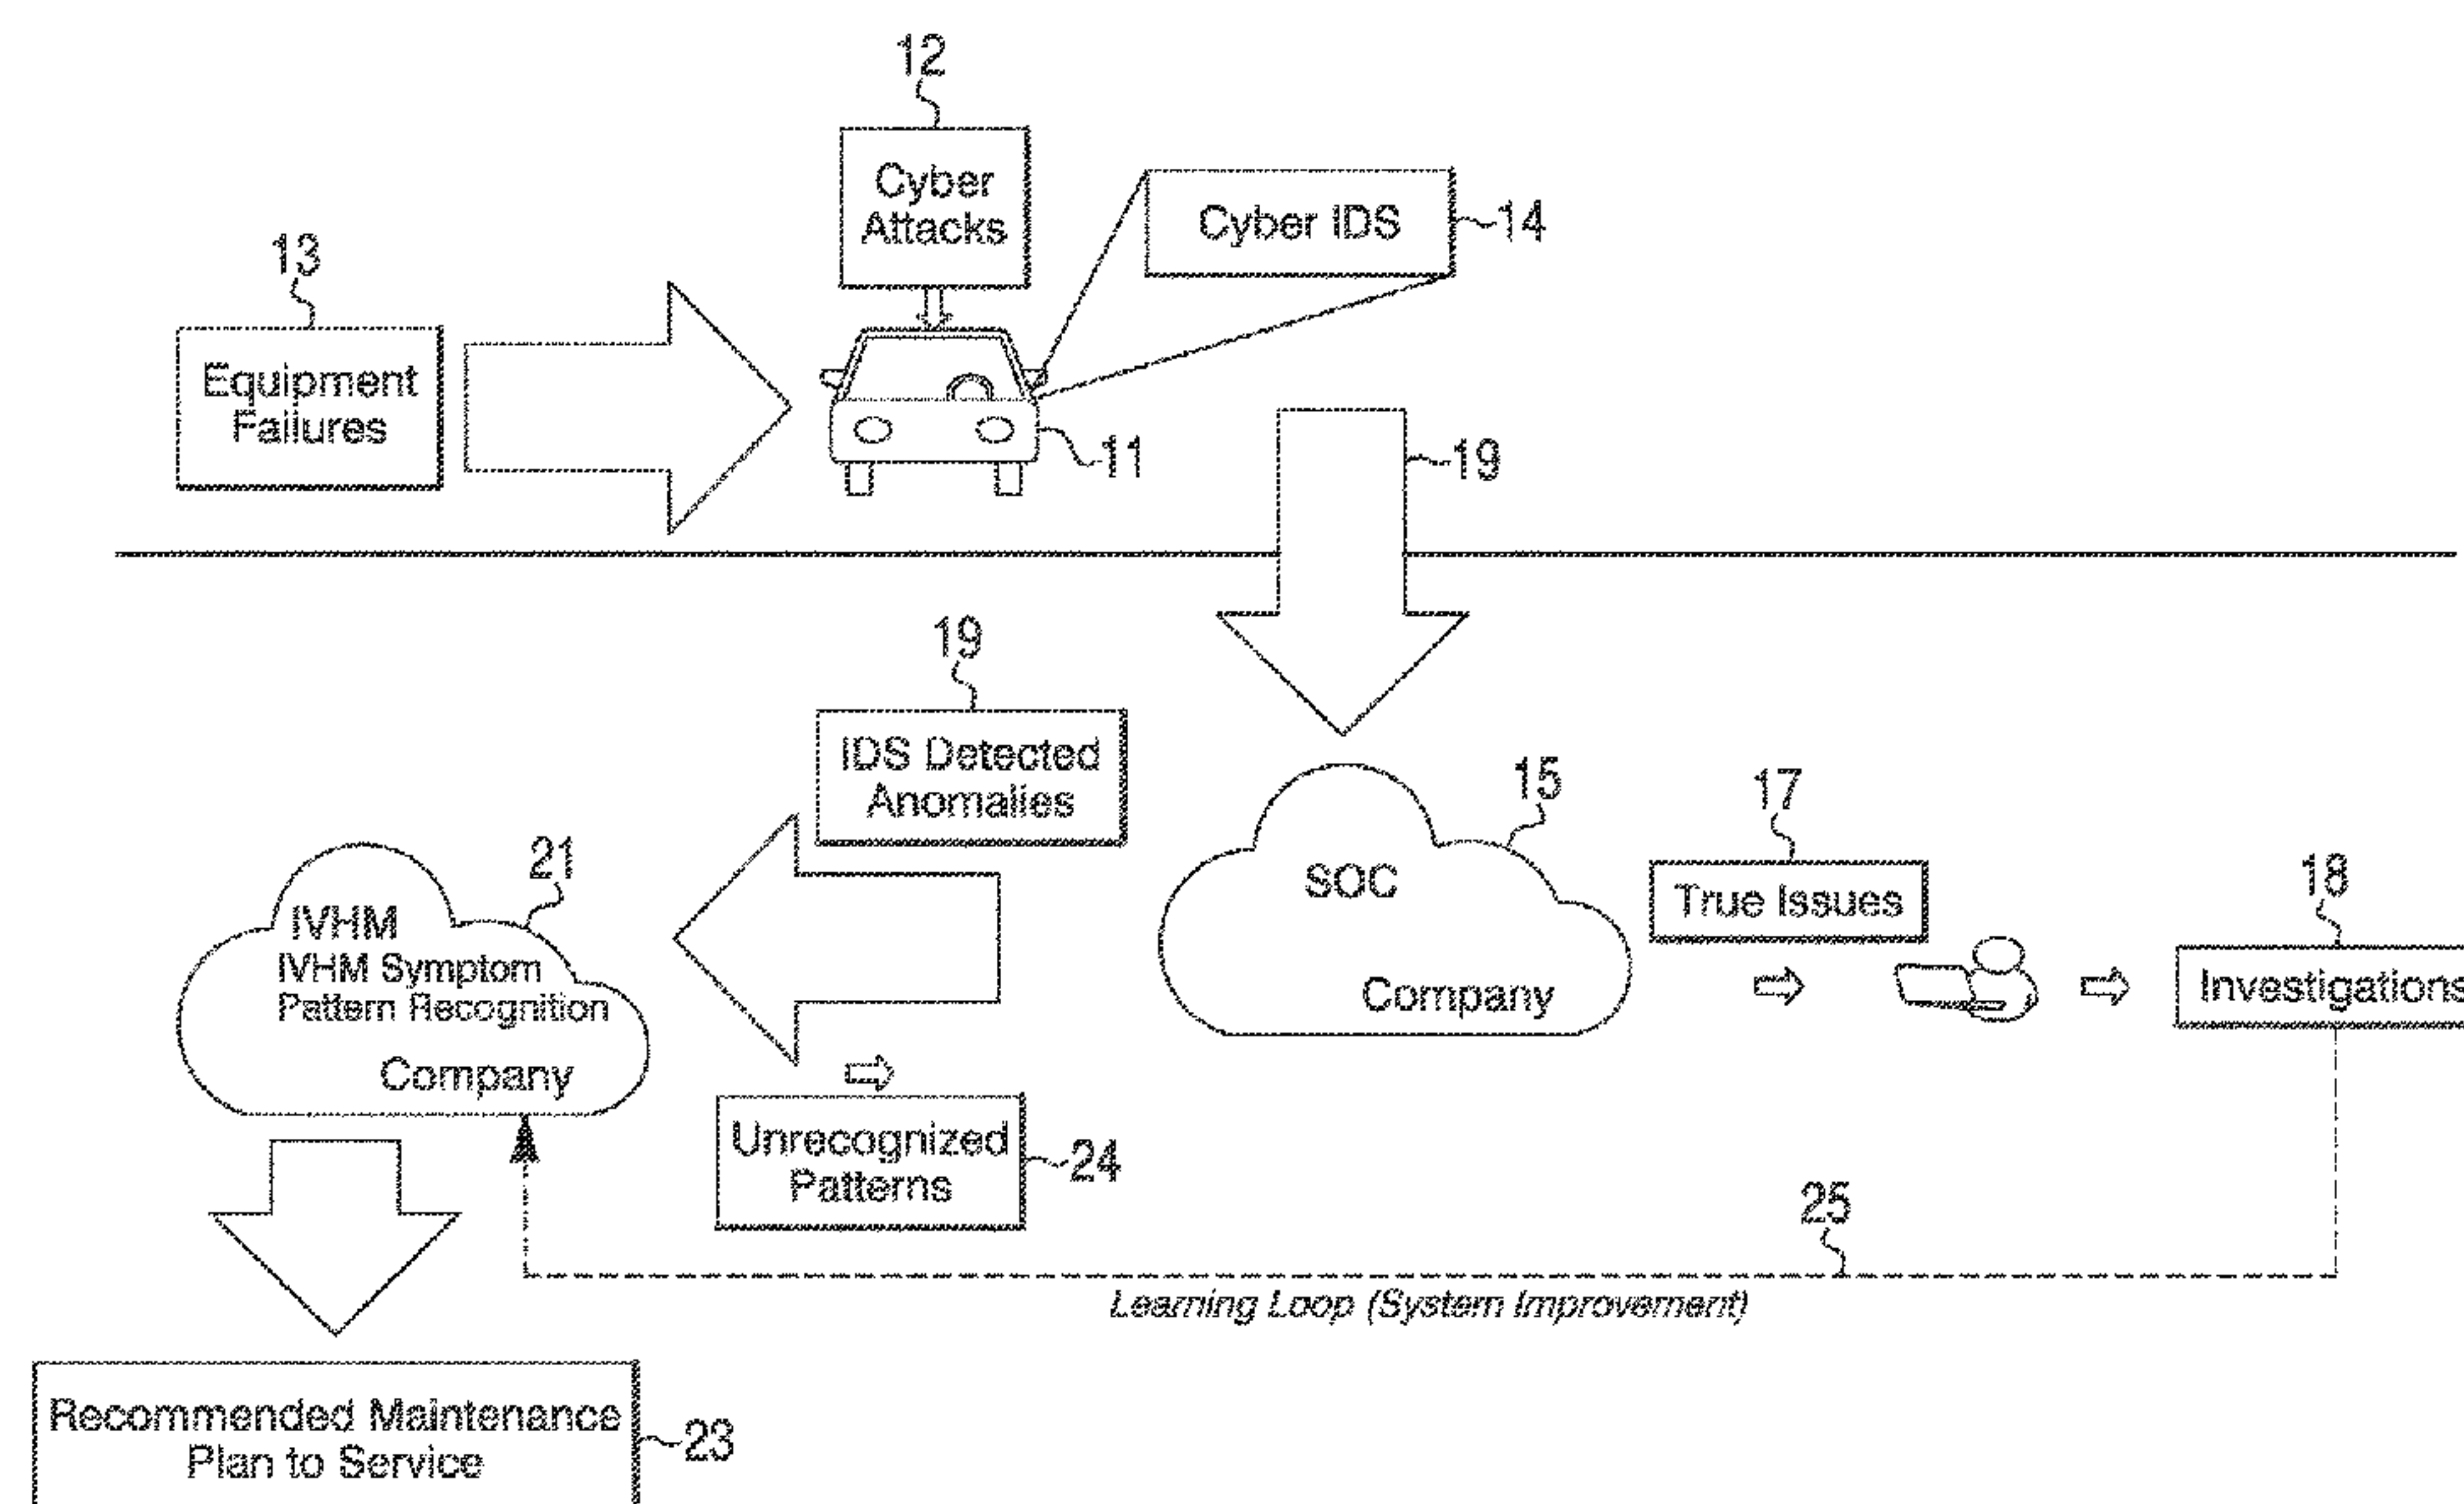 12
Cyber
Attacks
Cyber IDS
14
13
Equipment
Failures
11
19
19
IDS Detected
Anomalies
15
SOC
Company
17
True Issues
18
Investigations
21
IVHM
IVHM Symptom
Pattern Recognition
Company
Unrecognized
Patterns
24
25
Learning Loop (System Improvement)
Recommended Maintenance
Plan to Service
23